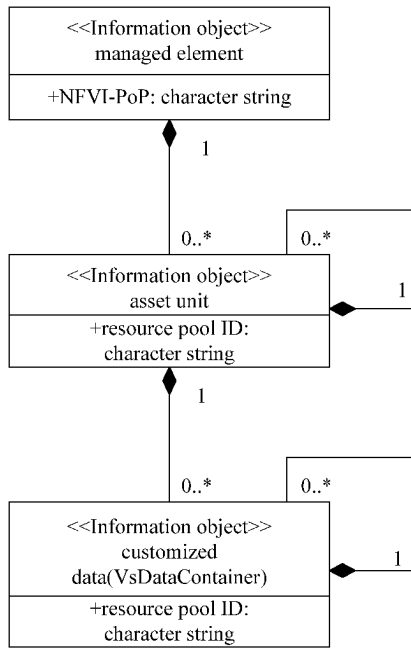 <<Information object>>
managed element
+NFVI-PoP: character string
1
0..*
0..*
<<Information object>>
asset unit
1
+resource pool ID:
character string
1
0..*
0..*
<<Information object>>
customized
data(VsDataContainer)
1
+resource pool ID:
character string